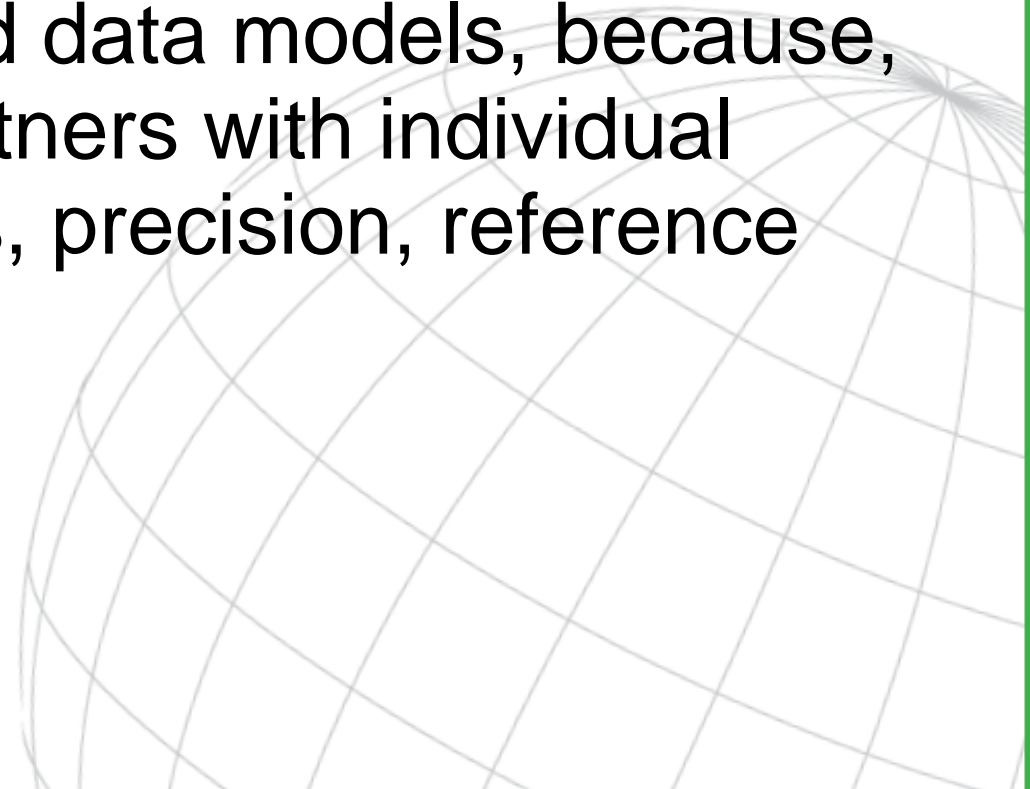 d data models, because,
tners with individual
s, precision, reference